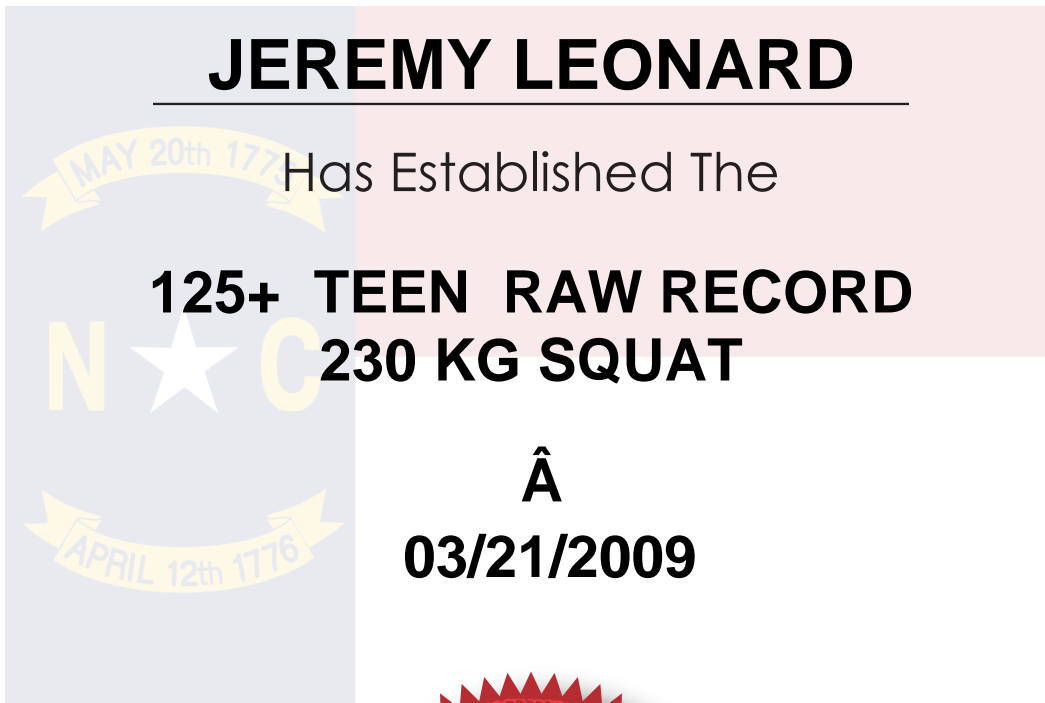 JEREMY LEONARD
MAY 20th 1775
Has Established The
125+ TEEN RAW RECORD
N C
230 KG SQUAT
Â
03/21/2009
APRIL 12th 1776